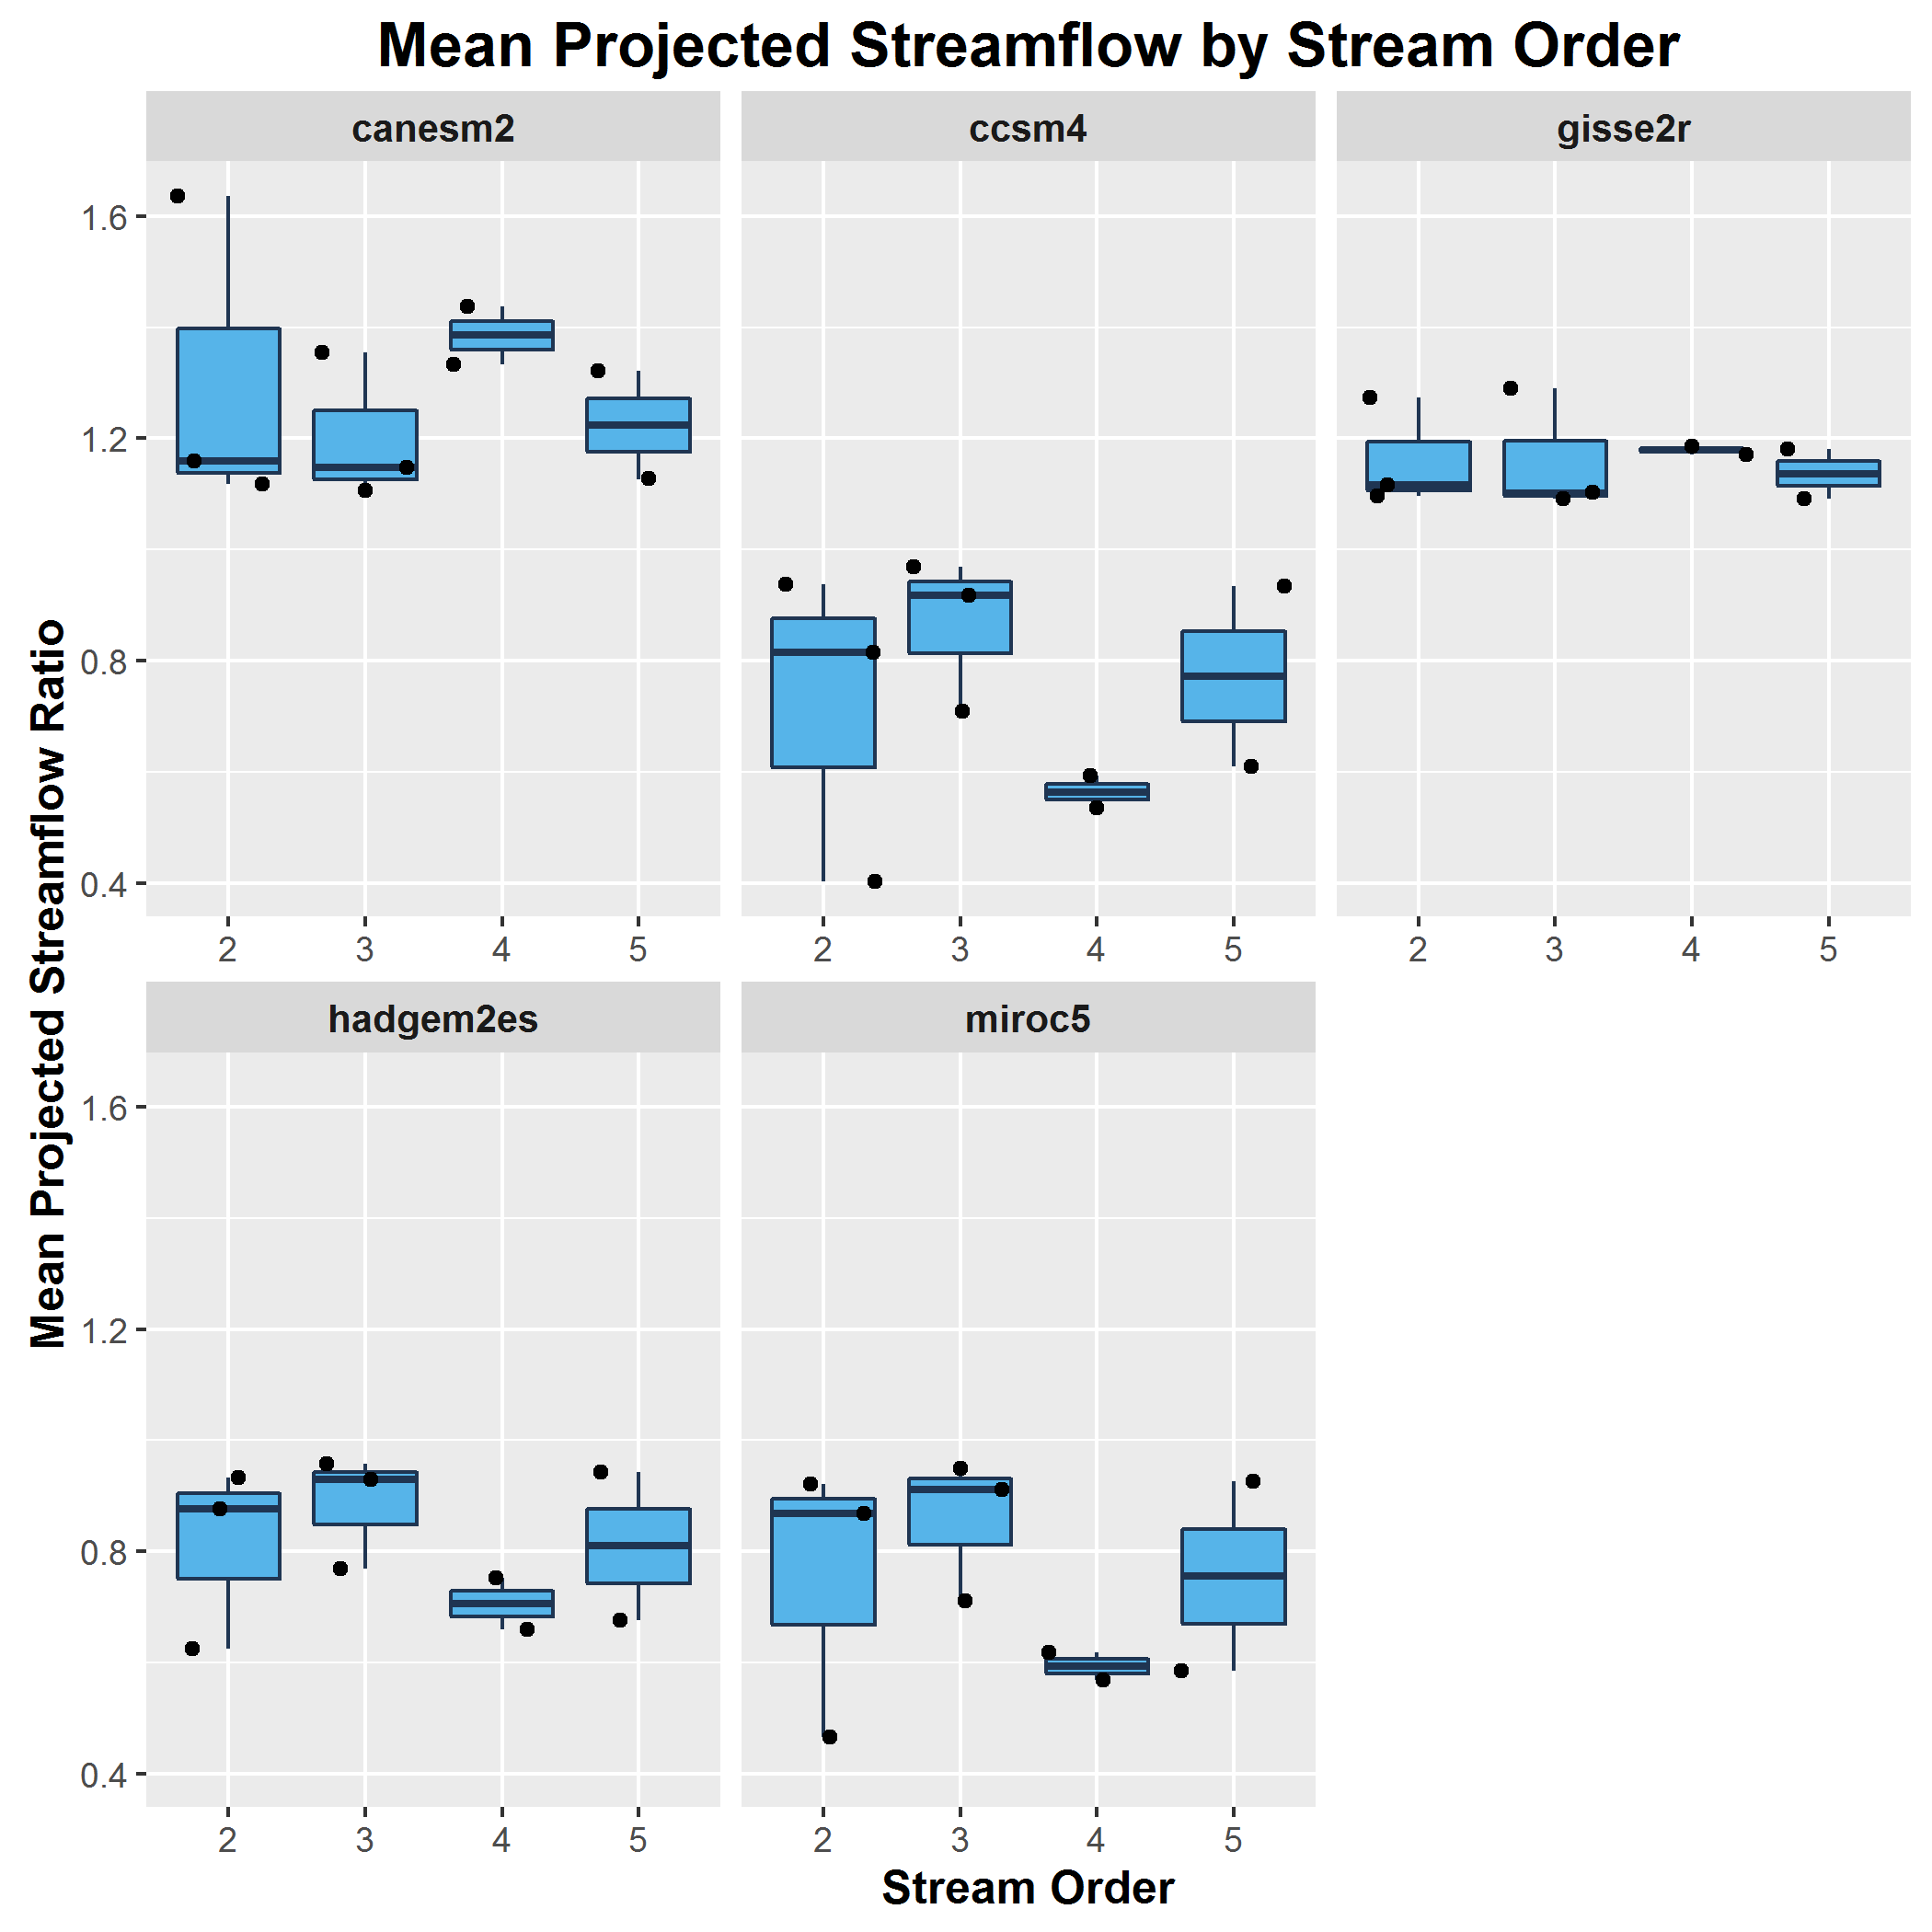 Mean Projected Streamflow by Stream Order
canesm2
ccsm4
gisse2r
1.6
1.2
0.8
0.4
2 3 4 5
2 3 4 5
2 3 4 5
Mean Projected Streamflow Ratio
hadgem2es
miroc5
1.6
1.2
0.8
0.4
2 3 4 5
2 3 4 5
Stream Order